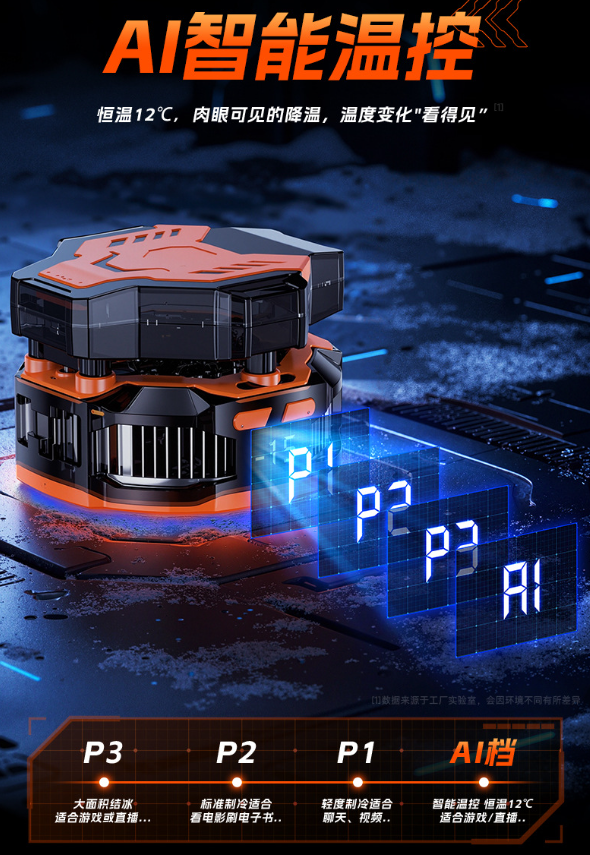 AI智能温控
恒温12℃，肉眼可见的降温，温度变化"看得见” [1]
P1
P2
P3
AI
[1]数据来源于工厂实验室，会因环境不同有所差异
P3
大面积结冰
适合游戏或直播...
P2
标准制冷适合
看电影刷电子书..
P1
轻度制冷适合
聊天、视频..
AI档
智能温控 恒温12℃
适合游戏/直播..